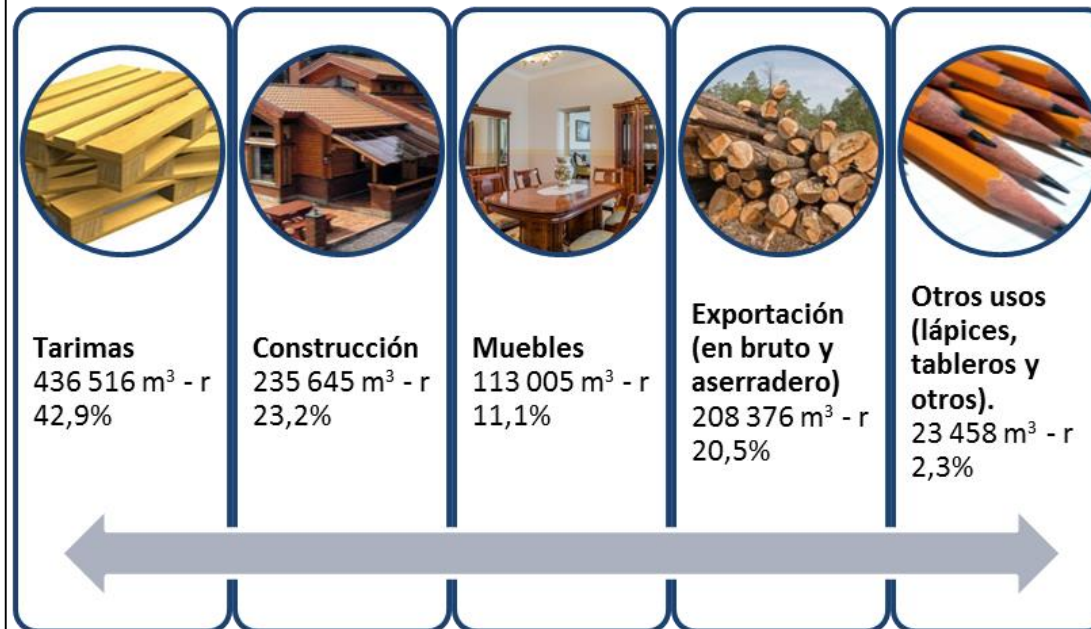 Tarimas
436 516 m³ - r
42,9%
Construcción
235 645 m³ - r
23,2%
Muebles
113 005 m³ - r
11,1%
Exportación
(en bruto y
aserradero)
208 376 m³ - r
20,5%
Otros usos
(lápices,
tableros y
otros).
23 458 m³ - r
2,3%